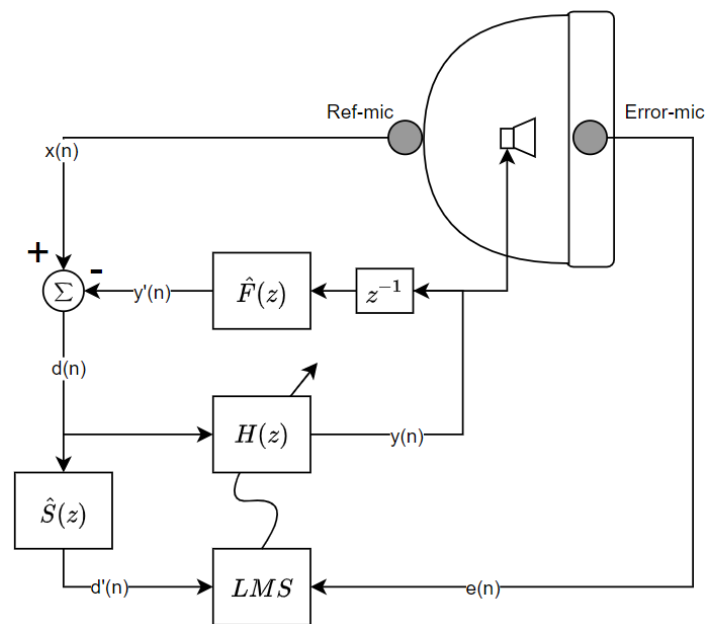 Ref-mic
Error-mic
x(n)
+
-
Σ
y'(n)
F̂(z)
z⁻¹
d(n)
H(z)
y(n)
Ŝ(z)
d'(n)
LMS
e(n)